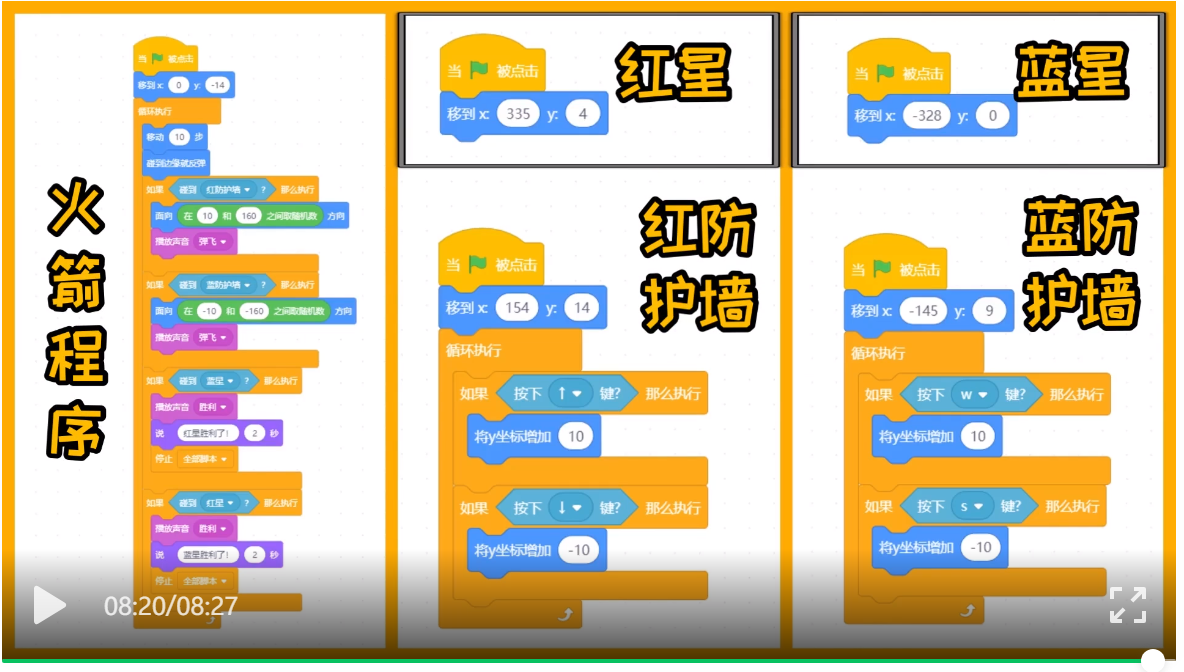 火箭程序
当 被点击
移到 x: 0 y: -14
循环执行
移动 10 步
碰到边缘就反弹
如果 碰到 红防护墙 ? 那么执行
面向 在 10 和 160 之间取随机数 方向
播放声音 弹飞
如果 碰到 蓝防护墙 ? 那么执行
面向 在 -10 和 -160 之间取随机数 方向
播放声音 弹飞
如果 碰到 蓝星 ? 那么执行
播放声音 胜利
说 红星胜利了! 2 秒
停止 全部脚本
如果 碰到 红星 ? 那么执行
播放声音 胜利
说 蓝星胜利了! 2 秒
停止 全部脚本
红星
当 被点击
移到 x: 335 y: 4
红防
护墙
当 被点击
移到 x: 154 y: 14
循环执行
如果 按下 ↑ 键? 那么执行
将y坐标增加 10
如果 按下 ↓ 键? 那么执行
将y坐标增加 -10
蓝星
当 被点击
移到 x: -328 y: 0
蓝防
护墙
当 被点击
移到 x: -145 y: 9
循环执行
如果 按下 w 键? 那么执行
将y坐标增加 10
如果 按下 s 键? 那么执行
将y坐标增加 -10
08:20/08:27